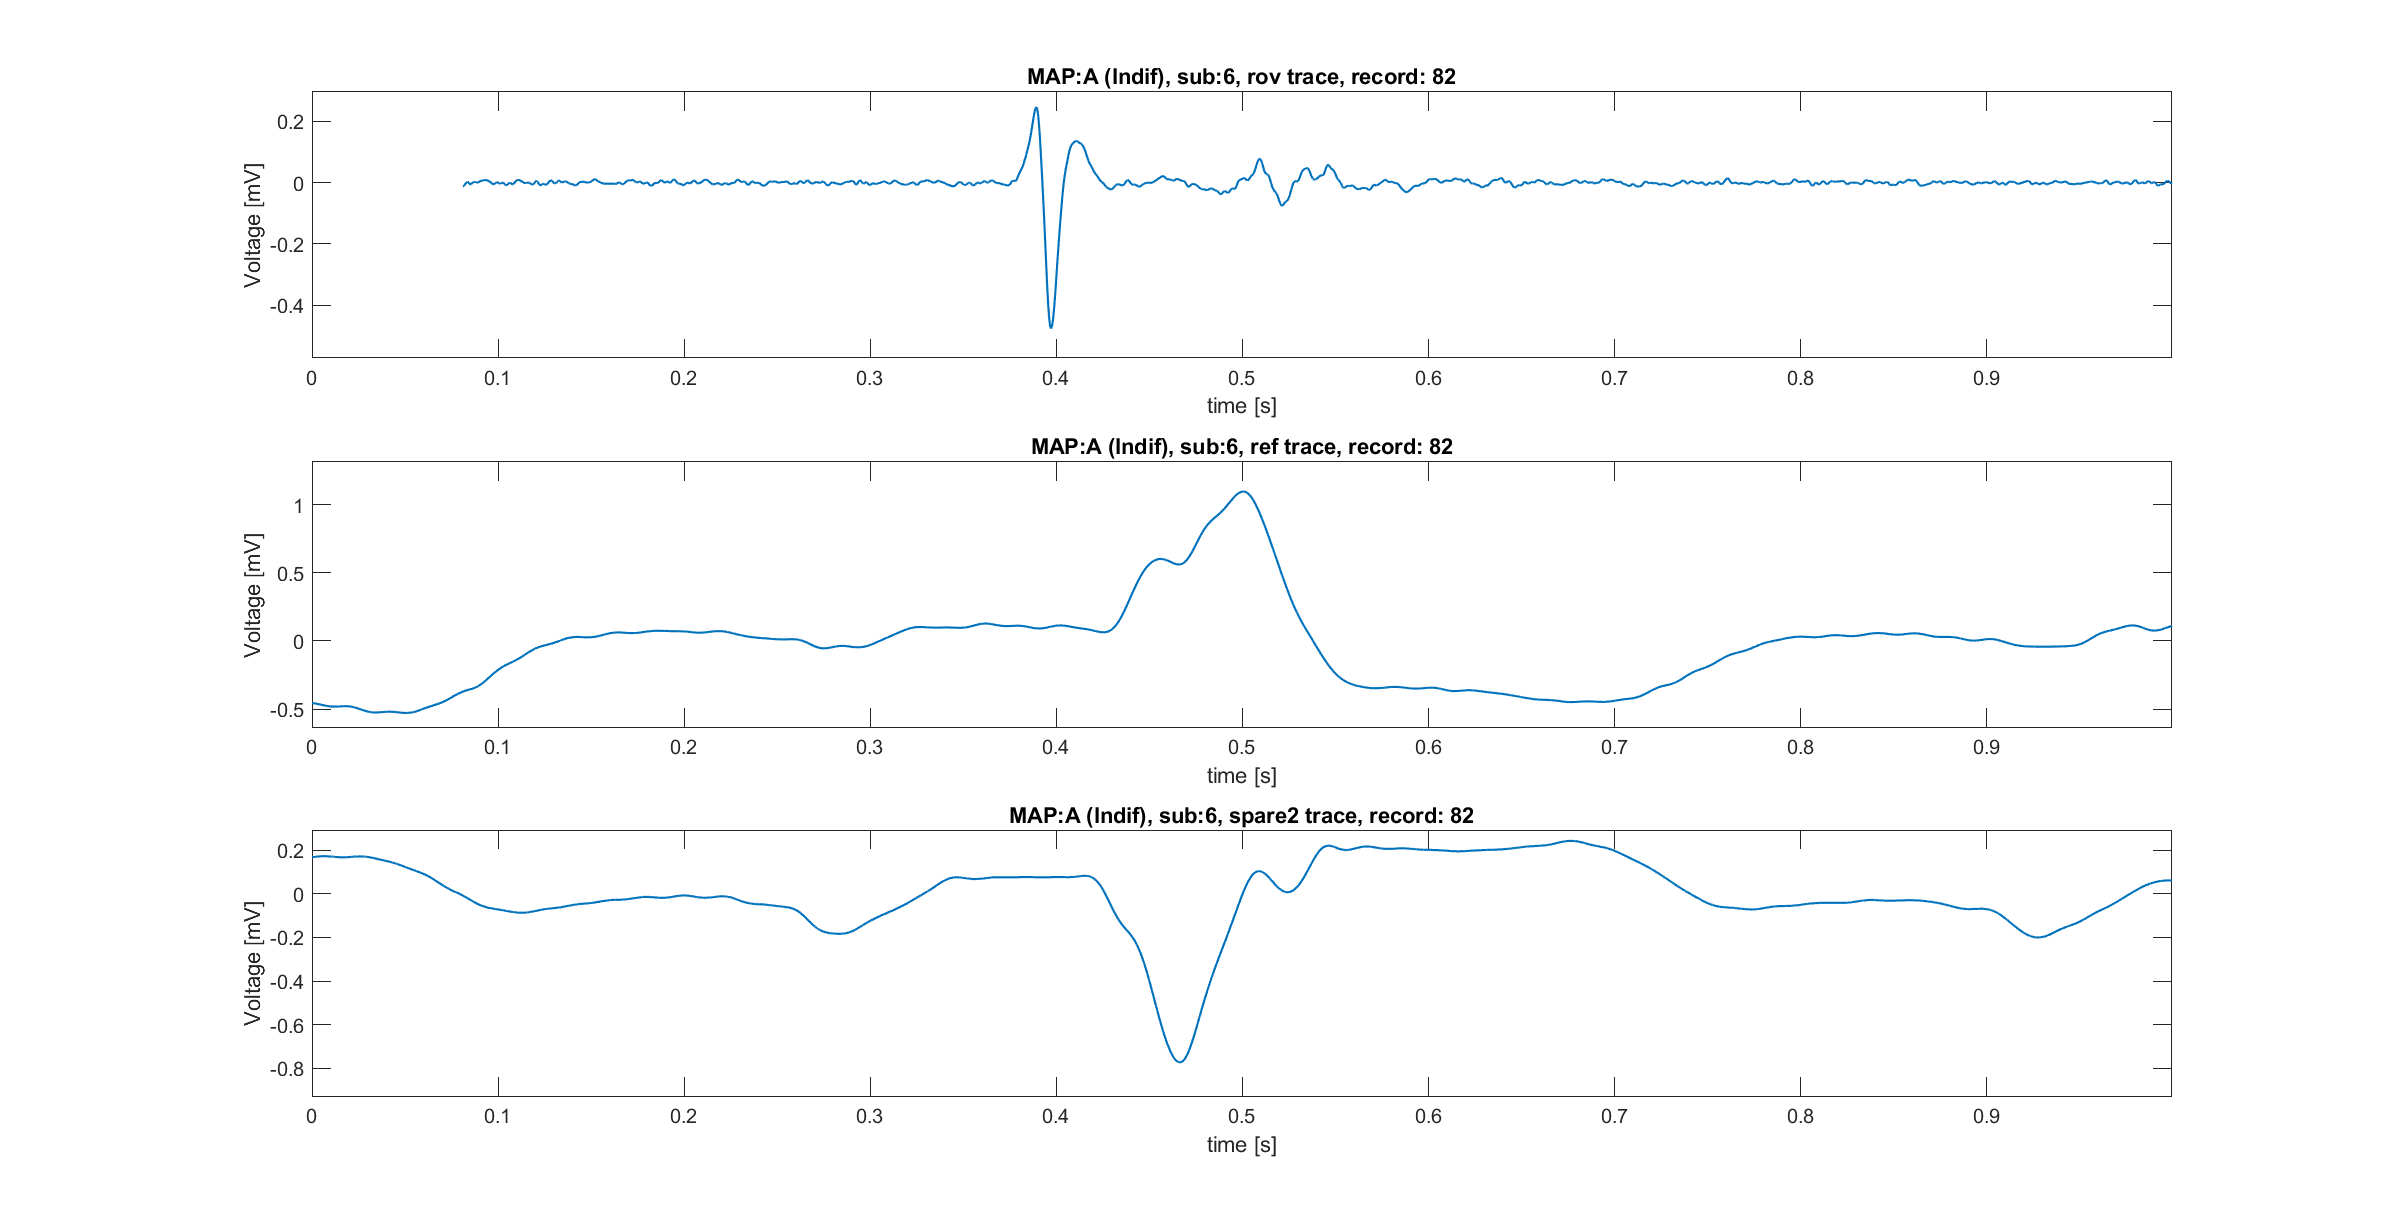 MAP:A (Indif), sub:6, rov trace, record: 82
0.2
0
-0.2
-0.4
Voltage [mV]
0 0.1 0.2 0.3 0.4 0.5 0.6 0.7 0.8 0.9
time [s]
MAP:A (Indif), sub:6, ref trace, record: 82
1
0.5
0
-0.5
Voltage [mV]
0 0.1 0.2 0.3 0.4 0.5 0.6 0.7 0.8 0.9
time [s]
MAP:A (Indif), sub:6, spare2 trace, record: 82
0.2
0
-0.2
-0.4
-0.6
-0.8
Voltage [mV]
0 0.1 0.2 0.3 0.4 0.5 0.6 0.7 0.8 0.9
time [s]